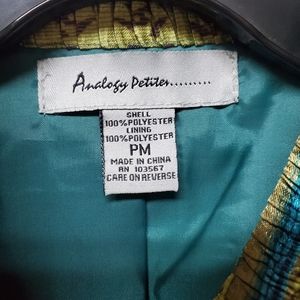 Analogy Petites.........
SHELL
100%POLYESTER
LINING
100%POLYESTER
PM
MADE IN CHINA
RN 103567
CARE ON REVERSE